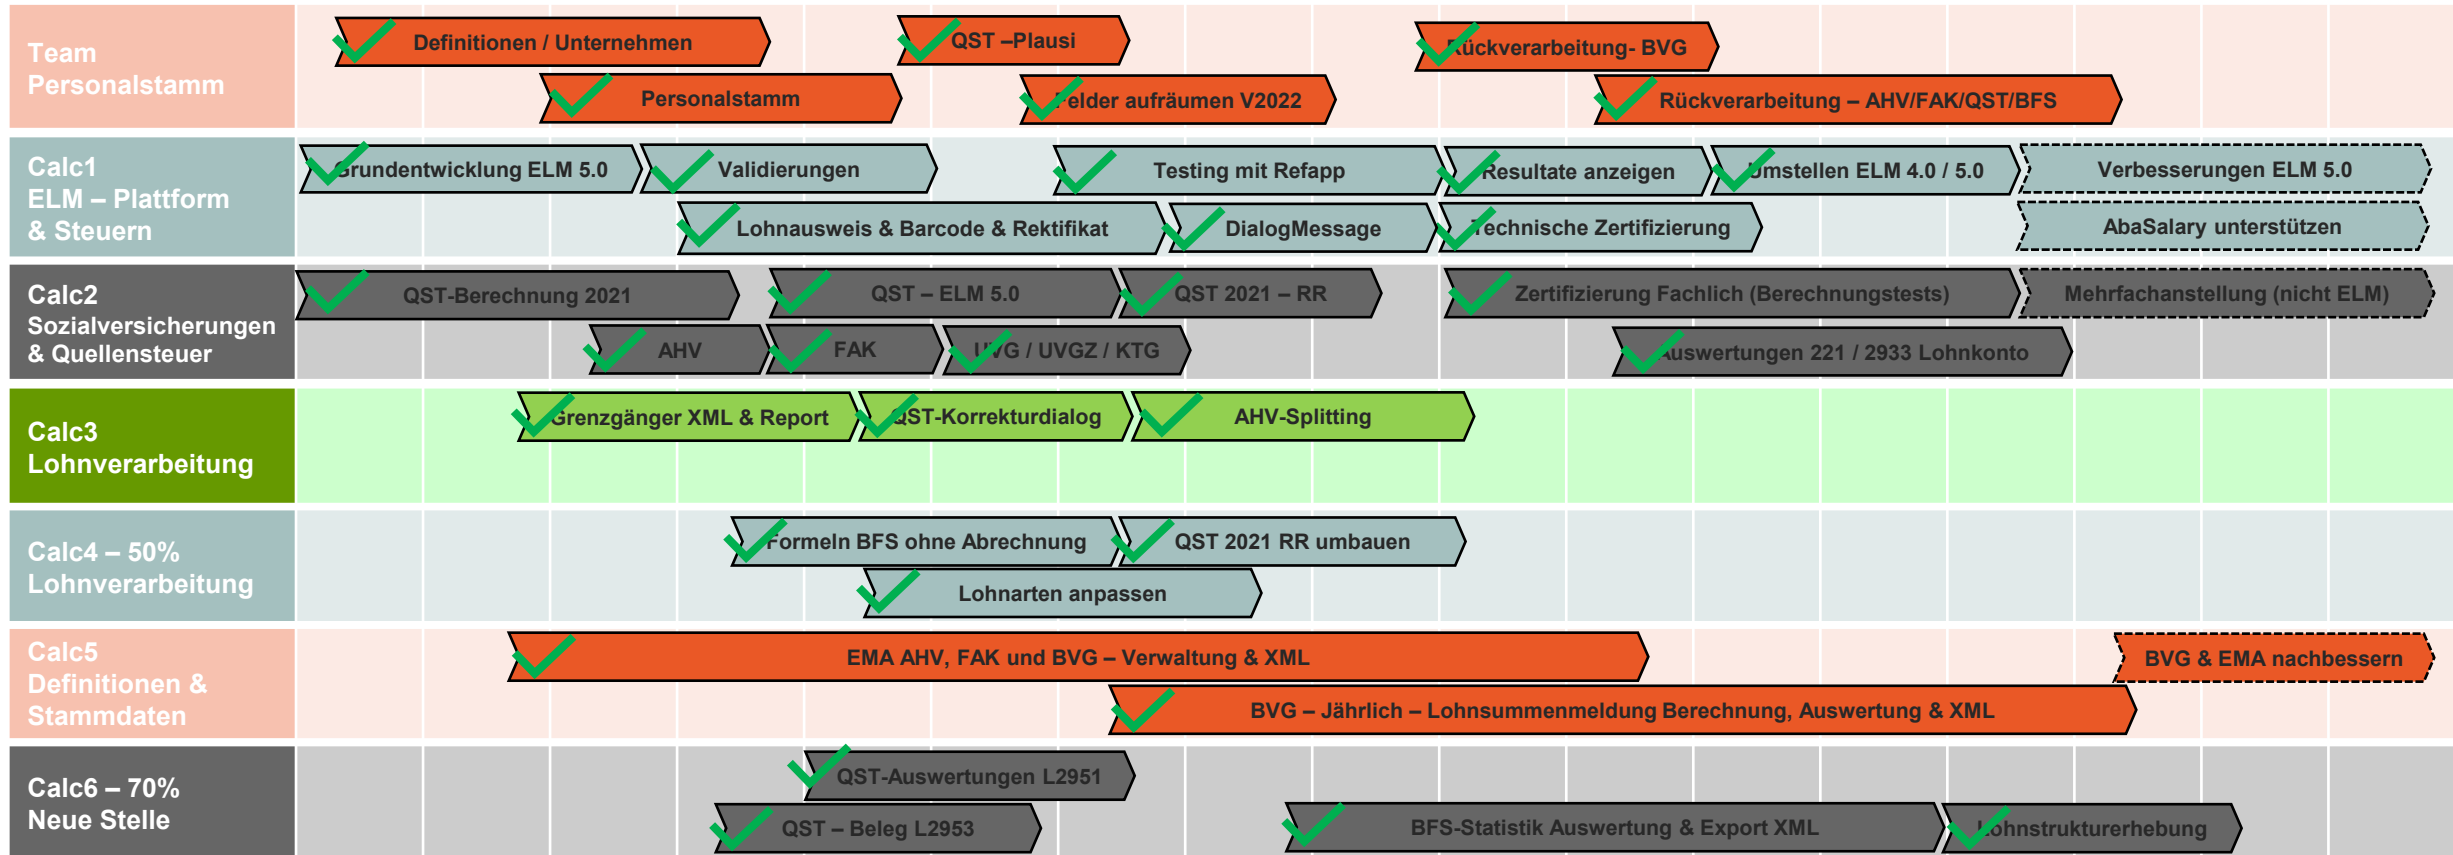 Team
Personalstamm
Definitionen / Unternehmen
QST –Plausi
Rückverarbeitung- BVG
Personalstamm
Felder aufräumen V2022
Rückverarbeitung – AHV/FAK/QST/BFS
Calc1
ELM – Plattform
& Steuern
Grundentwicklung ELM 5.0
Validierungen
Testing mit Refapp
Resultate anzeigen
Umstellen ELM 4.0 / 5.0
Verbesserungen ELM 5.0
Lohnausweis & Barcode & Rektifikat
DialogMessage
Technische Zertifizierung
AbaSalary unterstützen
Calc2
Sozialversicherungen
& Quellensteuer
QST-Berechnung 2021
QST – ELM 5.0
QST 2021 – RR
Zertifizierung Fachlich (Berechnungstests)
Mehrfachanstellung (nicht ELM)
AHV
FAK
UVG / UVGZ / KTG
Auswertungen 221 / 2933 Lohnkonto
Calc3
Lohnverarbeitung
Grenzgänger XML & Report
QST-Korrekturdialog
AHV-Splitting
Calc4 – 50%
Lohnverarbeitung
Formeln BFS ohne Abrechnung
QST 2021 RR umbauen
Lohnarten anpassen
Calc5
Definitionen &
Stammdaten
EMA AHV, FAK und BVG – Verwaltung & XML
BVG & EMA nachbessern
BVG – Jährlich – Lohnsummenmeldung Berechnung, Auswertung & XML
Calc6 – 70%
Neue Stelle
QST-Auswertungen L2951
QST – Beleg L2953
BFS-Statistik Auswertung & Export XML
Lohnstrukturerhebung